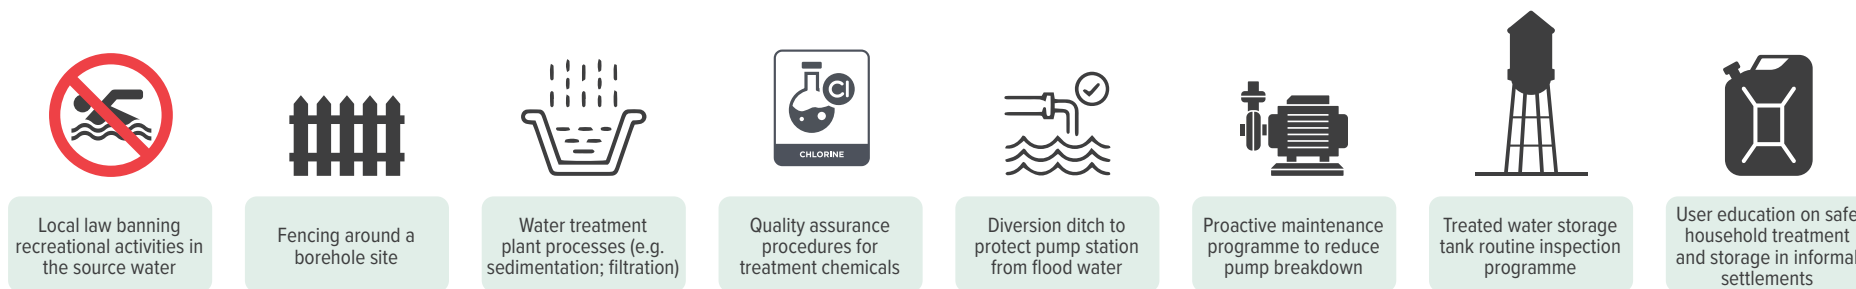 Cl
CHLORINE
Local law banning
recreational activities in
the source water
Fencing around a
borehole site
Water treatment
plant processes (e.g.
sedimentation; filtration)
Quality assurance
procedures for
treatment chemicals
Diversion ditch to
protect pump station
from flood water
Proactive maintenance
programme to reduce
pump breakdown
Treated water storage
tank routine inspection
programme
User education on safe
household treatment
and storage in informal
settlements